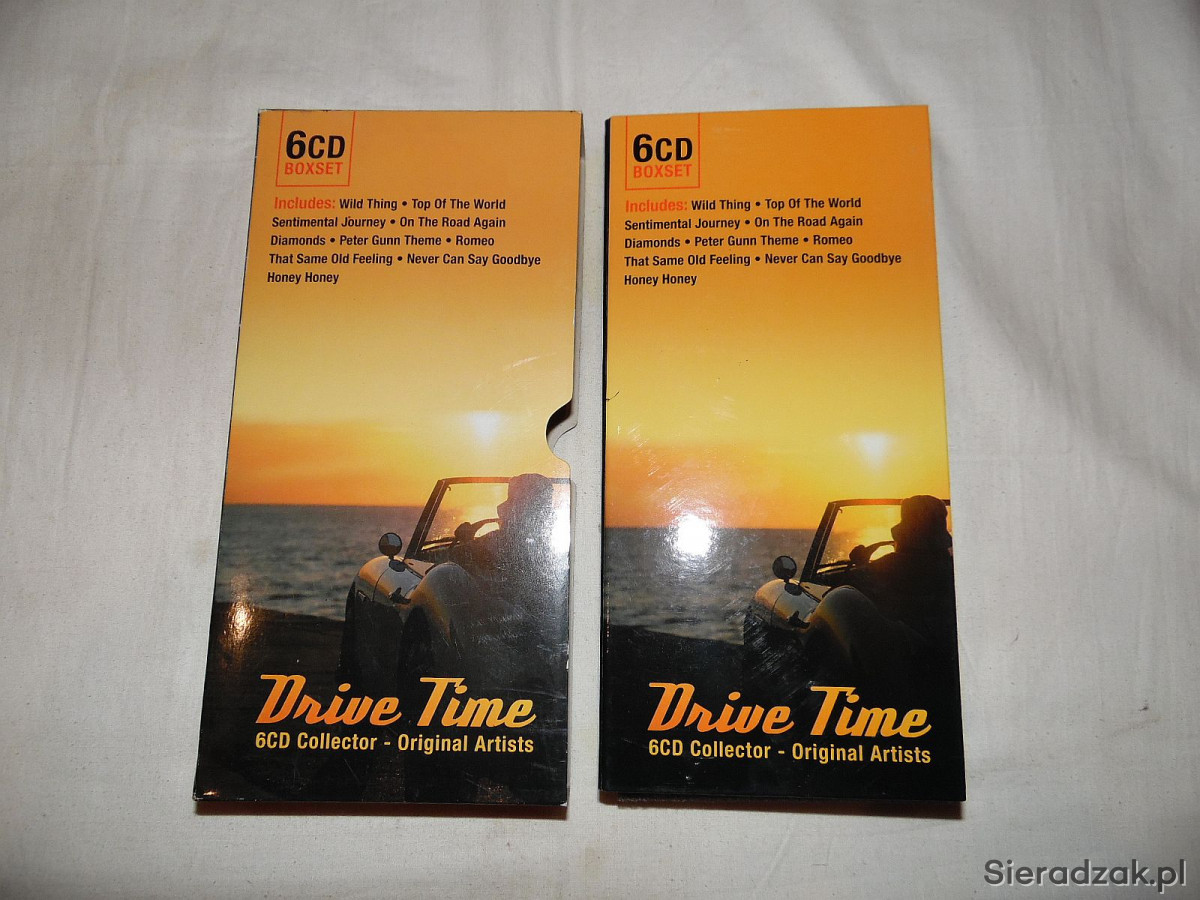 6CD
BOXSET
Includes: Wild Thing • Top Of The World
Sentimental Journey • On The Road Again
Diamonds • Peter Gunn Theme • Romeo
That Same Old Feeling • Never Can Say Goodbye
Honey Honey
Drive Time
6CD Collector - Original Artists
6CD
BOXSET
Includes: Wild Thing • Top Of The World
Sentimental Journey • On The Road Again
Diamonds • Peter Gunn Theme • Romeo
That Same Old Feeling • Never Can Say Goodbye
Honey Honey
Drive Time
6CD Collector - Original Artists
Sieradzak.pl